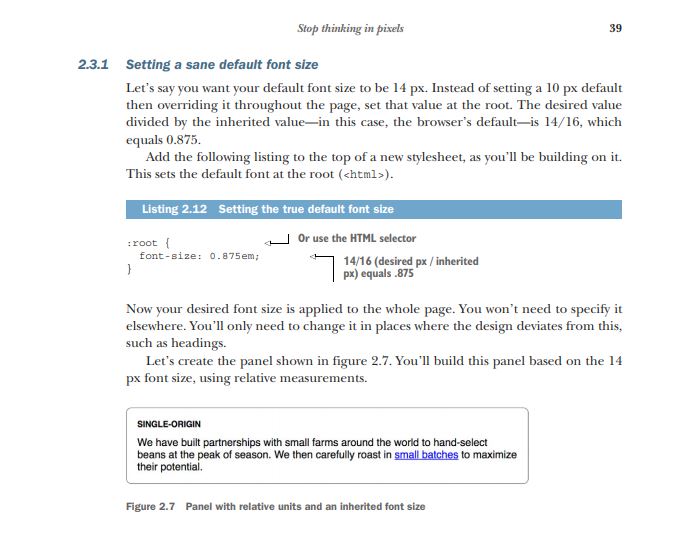 Stop thinking in pixels 39
2.3.1 Setting a sane default font size
Let's say you want your default font size to be 14 px. Instead of setting a 10 px default
then overriding it throughout the page, set that value at the root. The desired value
divided by the inherited value—in this case, the browser's default—is 14/16, which
equals 0.875.
Add the following listing to the top of a new stylesheet, as you'll be building on it.
This sets the default font at the root (<html>).
Listing 2.12 Setting the true default font size
:root {
Or use the HTML selector
font-size: 0.875em;
14/16 (desired px / inherited
px) equals .875
}
Now your desired font size is applied to the whole page. You won't need to specify it
elsewhere. You'll only need to change it in places where the design deviates from this,
such as headings.
Let's create the panel shown in figure 2.7. You'll build this panel based on the 14
px font size, using relative measurements.
SINGLE-ORIGIN
We have built partnerships with small farms around the world to hand-select
beans at the peak of season. We then carefully roast in small batches to maximize
their potential.
Figure 2.7 Panel with relative units and an inherited font size